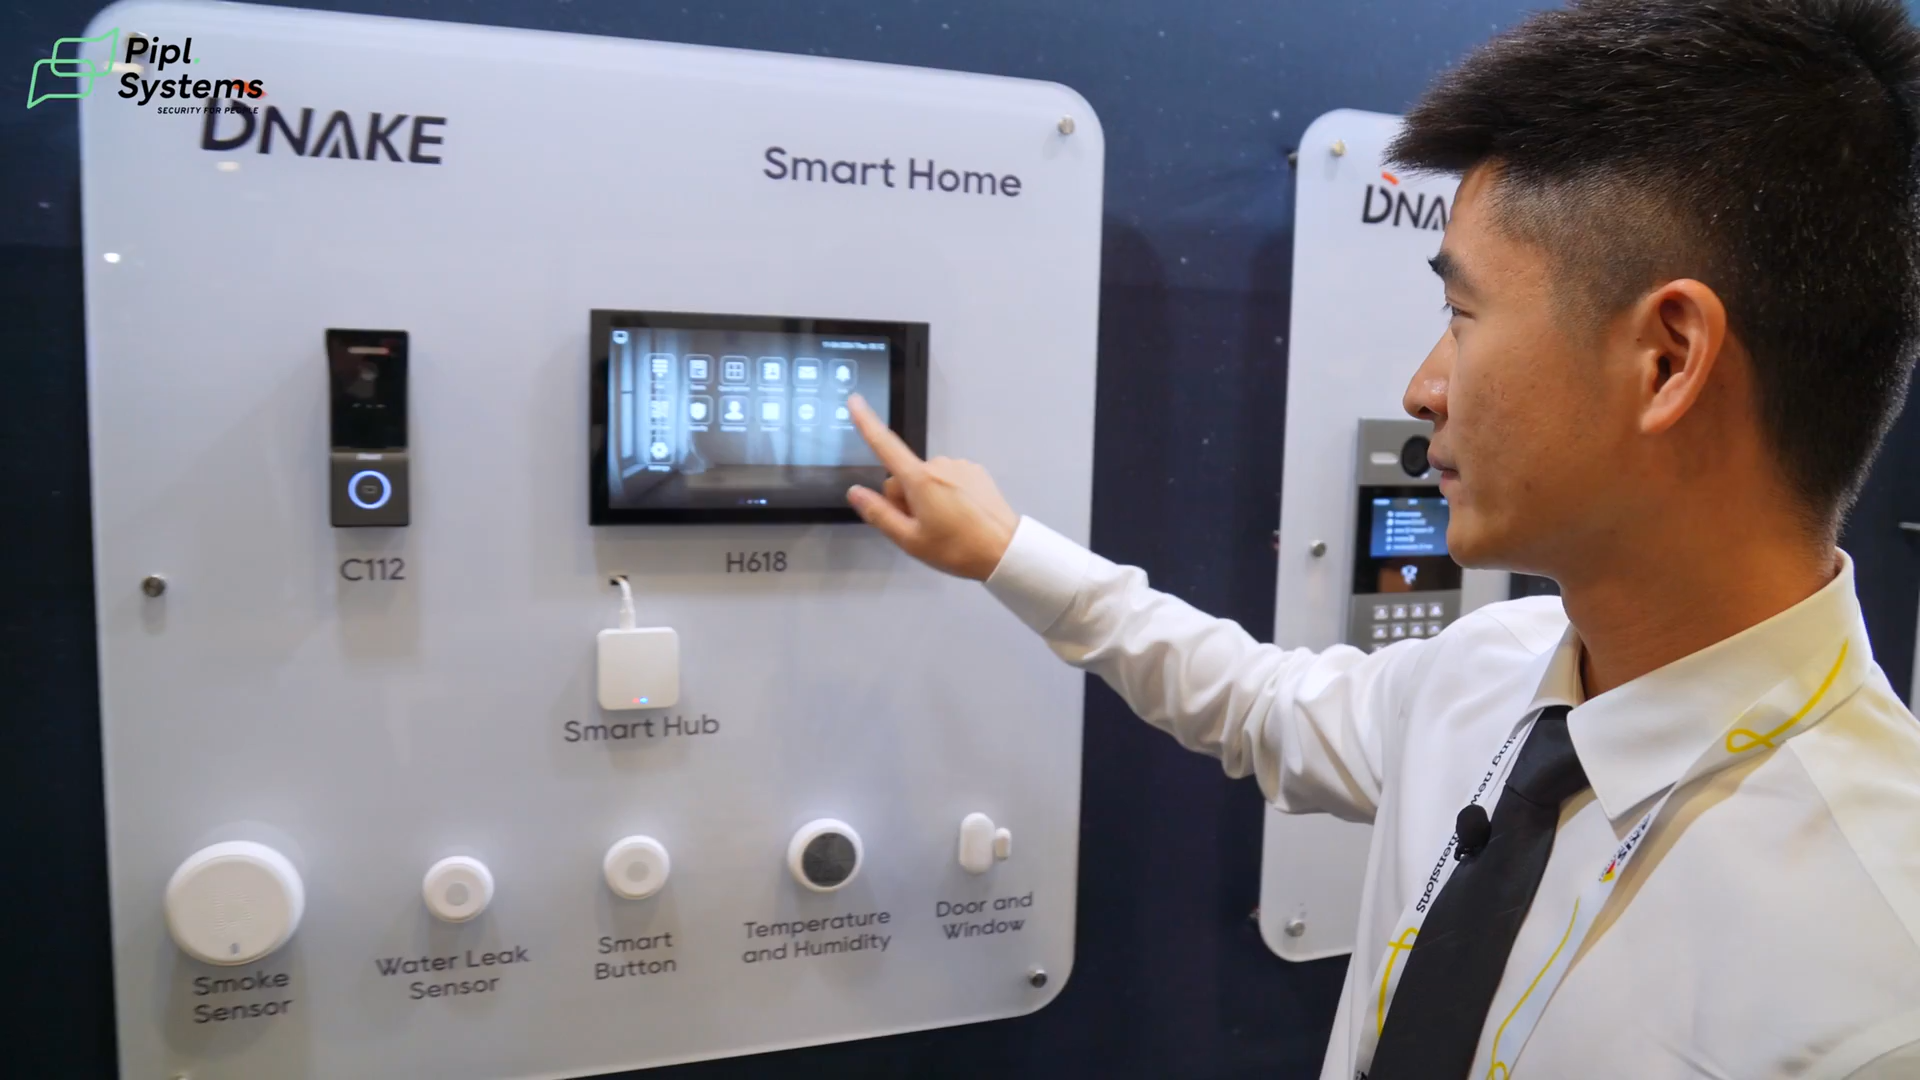 Pipl.
Systems
SECURITY FOR PEOPLE
DNAKE
Smart Home
C112
H618
Smart Hub
Smoke
Sensor
Water Leak
Sensor
Smart
Button
Temperature
and Humidity
Door and
Window
DNA